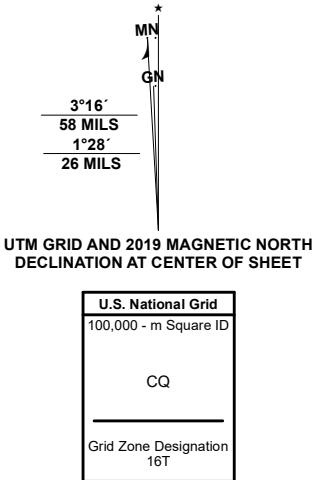 MN
GN
3°16´
58 MILS
1°28´
26 MILS
UTM GRID AND 2019 MAGNETIC NORTH
DECLINATION AT CENTER OF SHEET
U.S. National Grid
100,000 - m Square ID
CQ
Grid Zone Designation
16T